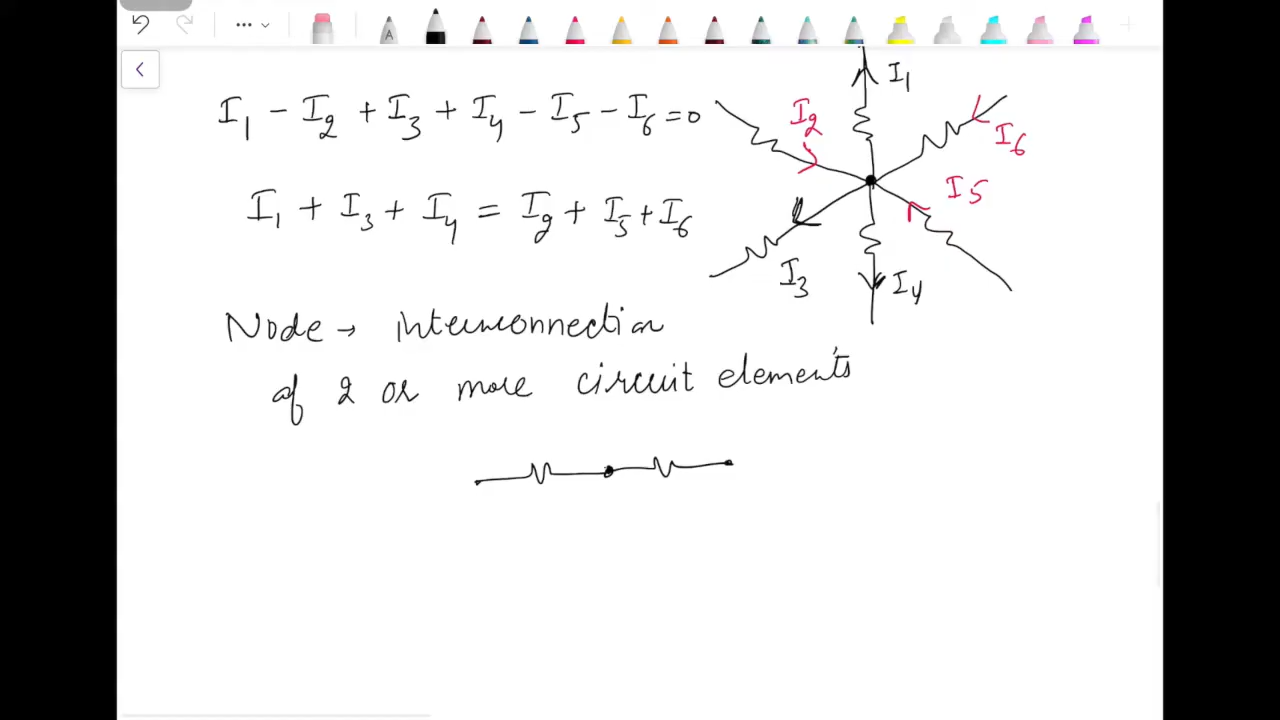 I₁ - I₂ + I₃ + I₄ - I₅ - I₆ = 0
I₁ + I₃ + I₄ = I₂ + I₅ + I₆
Node → interconnection
of 2 or more circuit elements
I₁
I₂
I₆
I₅
I₃
I₄
A